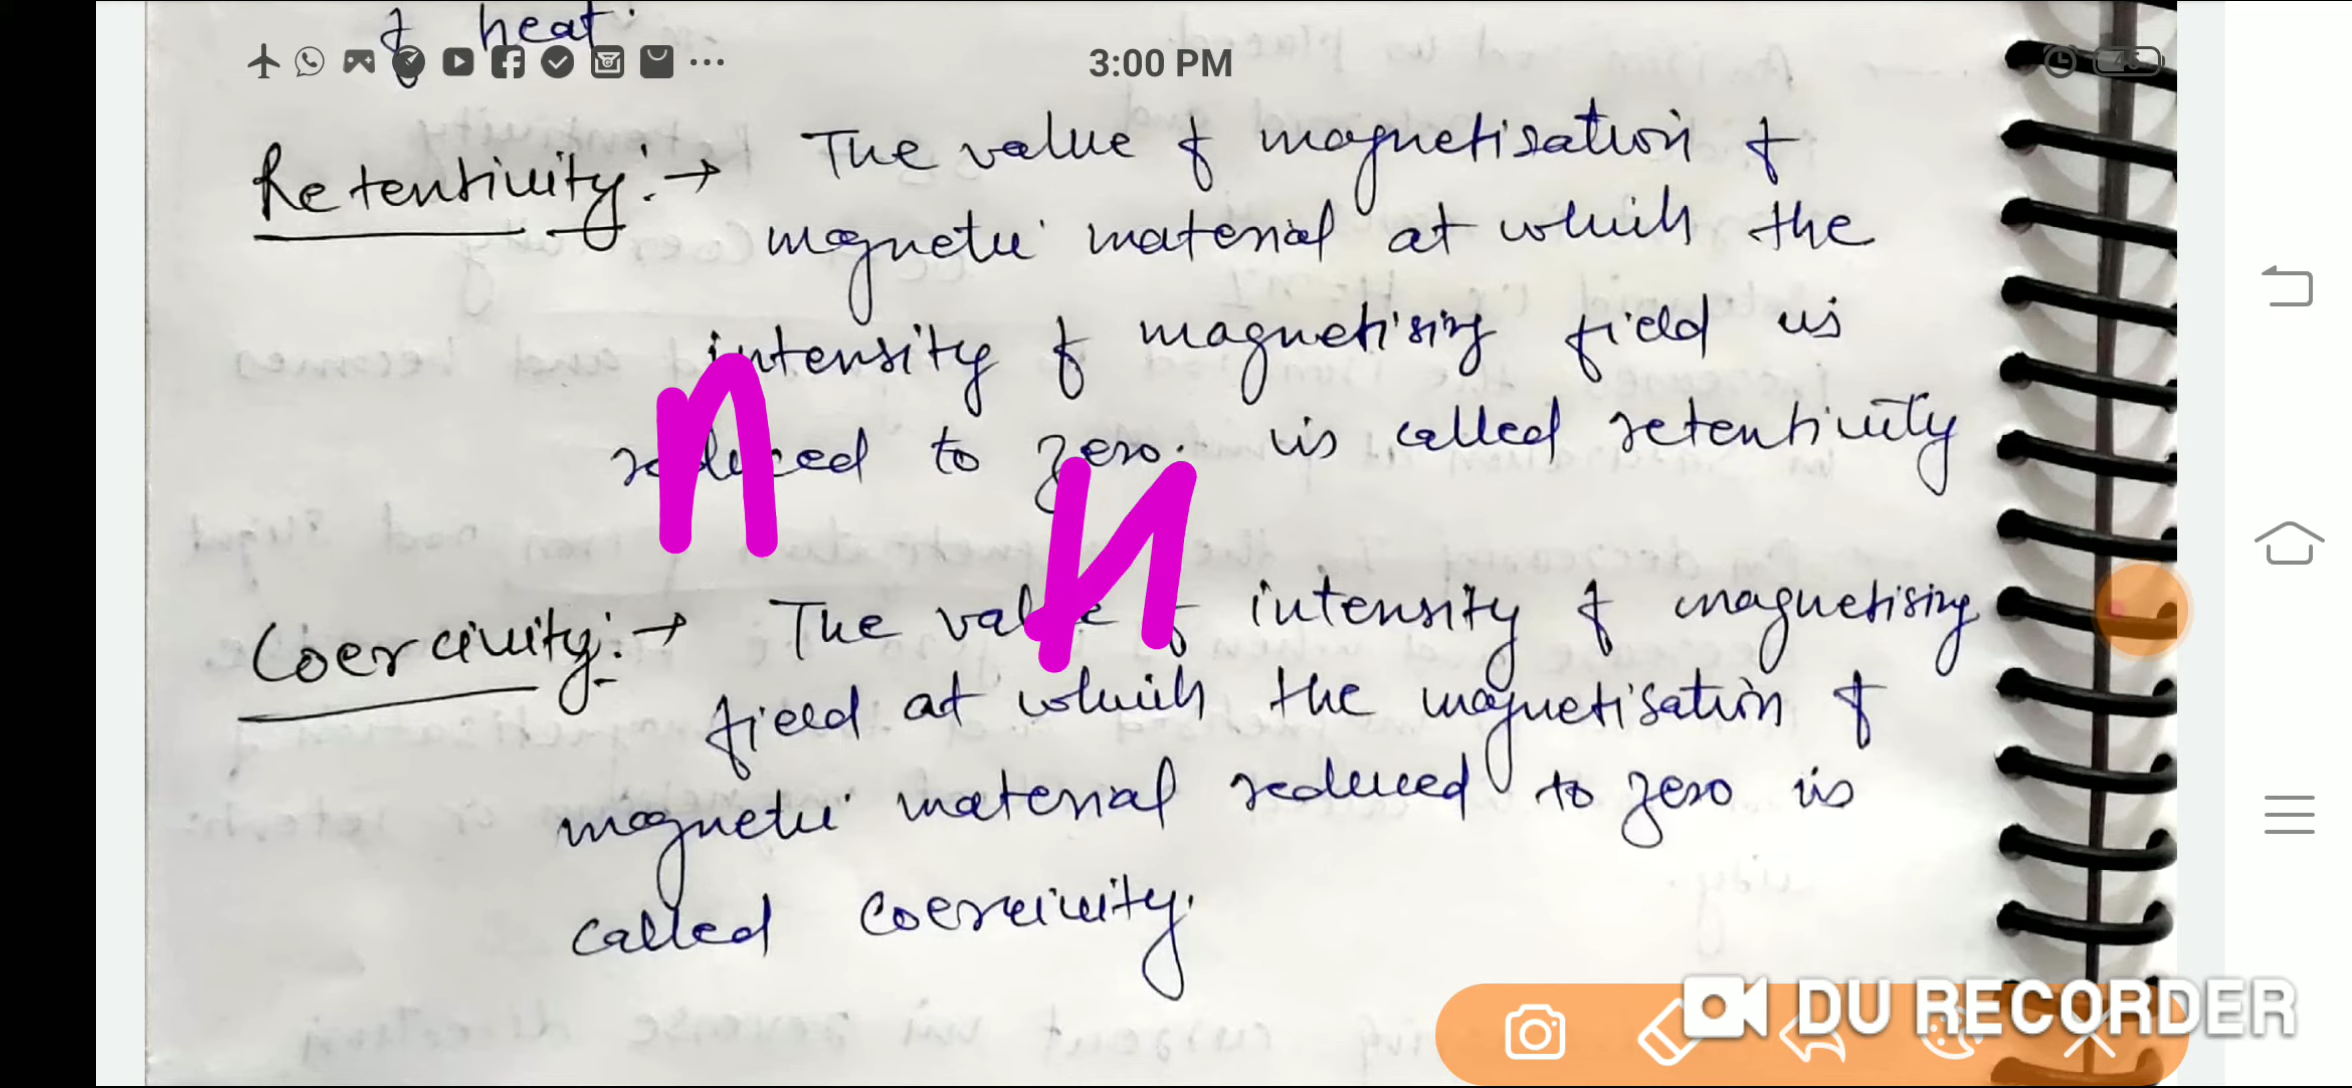 of heat.
3:00 PM
45
Retentivity:→ The value of magnetisation of
magnetic material at which the
intensity of magnetising field is
reduced to zero. is called retentivity
n
n
Coercivity:→ The value of intensity of magnetising
field at which the magnetisation of
magnetic material reduced to zero is
called coercivity.
DU RECORDER